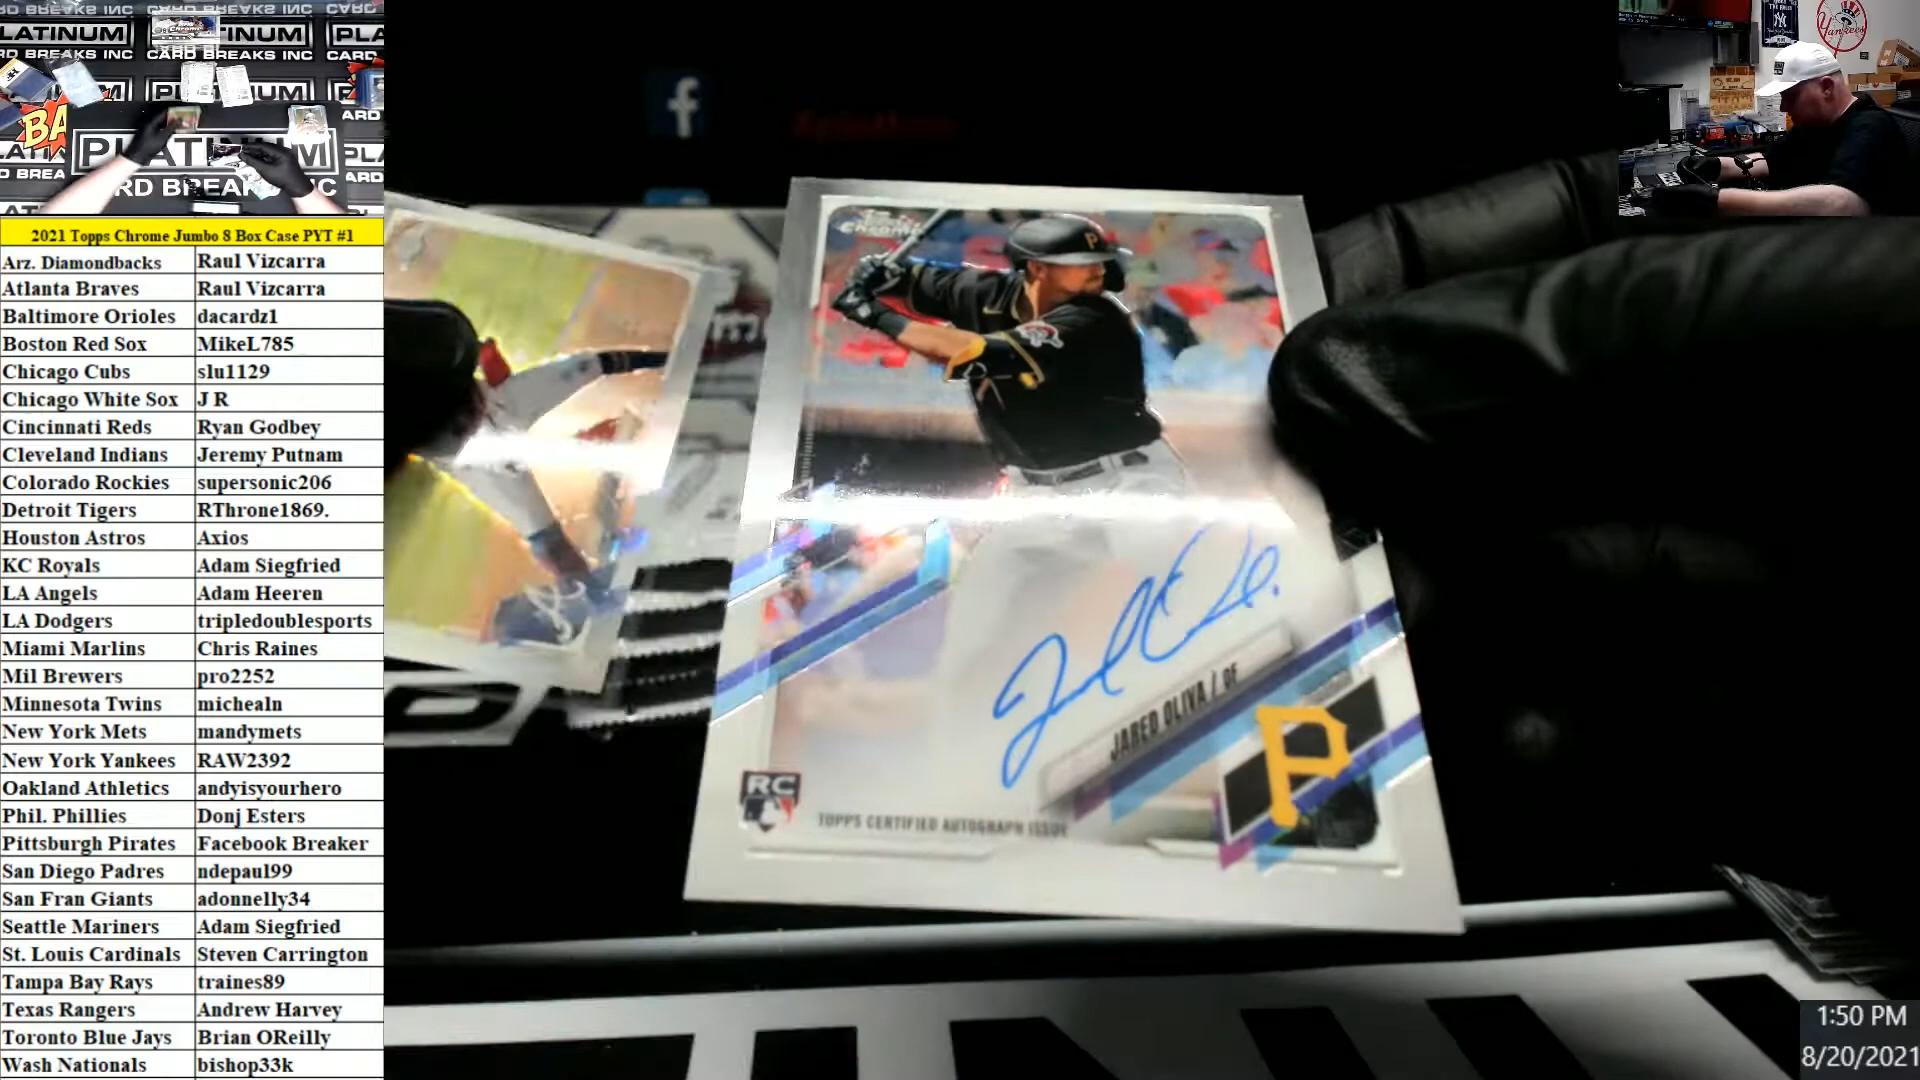 LATINUM
CARD BREAKS INC
PLATINUM
CARD BREAKS INC
BA
2021 Topps Chrome Jumbo 8 Box Case PYT #1
Arz. Diamondbacks Raul Vizcarra
Atlanta Braves Raul Vizcarra
Baltimore Orioles dacardz1
Boston Red Sox MikeL785
Chicago Cubs slu1129
Chicago White Sox J R
Cincinnati Reds Ryan Godbey
Cleveland Indians Jeremy Putnam
Colorado Rockies supersonic206
Detroit Tigers RThrone1869.
Houston Astros Axios
KC Royals Adam Siegfried
LA Angels Adam Heeren
LA Dodgers tripledoublesports
Miami Marlins Chris Raines
Mil Brewers pro2252
Minnesota Twins michealn
New York Mets mandymets
New York Yankees RAW2392
Oakland Athletics andyisyourhero
Phil. Phillies Donj Esters
Pittsburgh Pirates Facebook Breaker
San Diego Padres ndepaul99
San Fran Giants adonnelly34
Seattle Mariners Adam Siegfried
St. Louis Cardinals Steven Carrington
Tampa Bay Rays traines89
Texas Rangers Andrew Harvey
Toronto Blue Jays Brian OReilly
Wash Nationals bishop33k
f
Topps
Chrome
P
JARED OLIVA / OF
P
RC
TOPPS CERTIFIED AUTOGRAPH ISSUE
Yankees
1:50 PM
8/20/2021